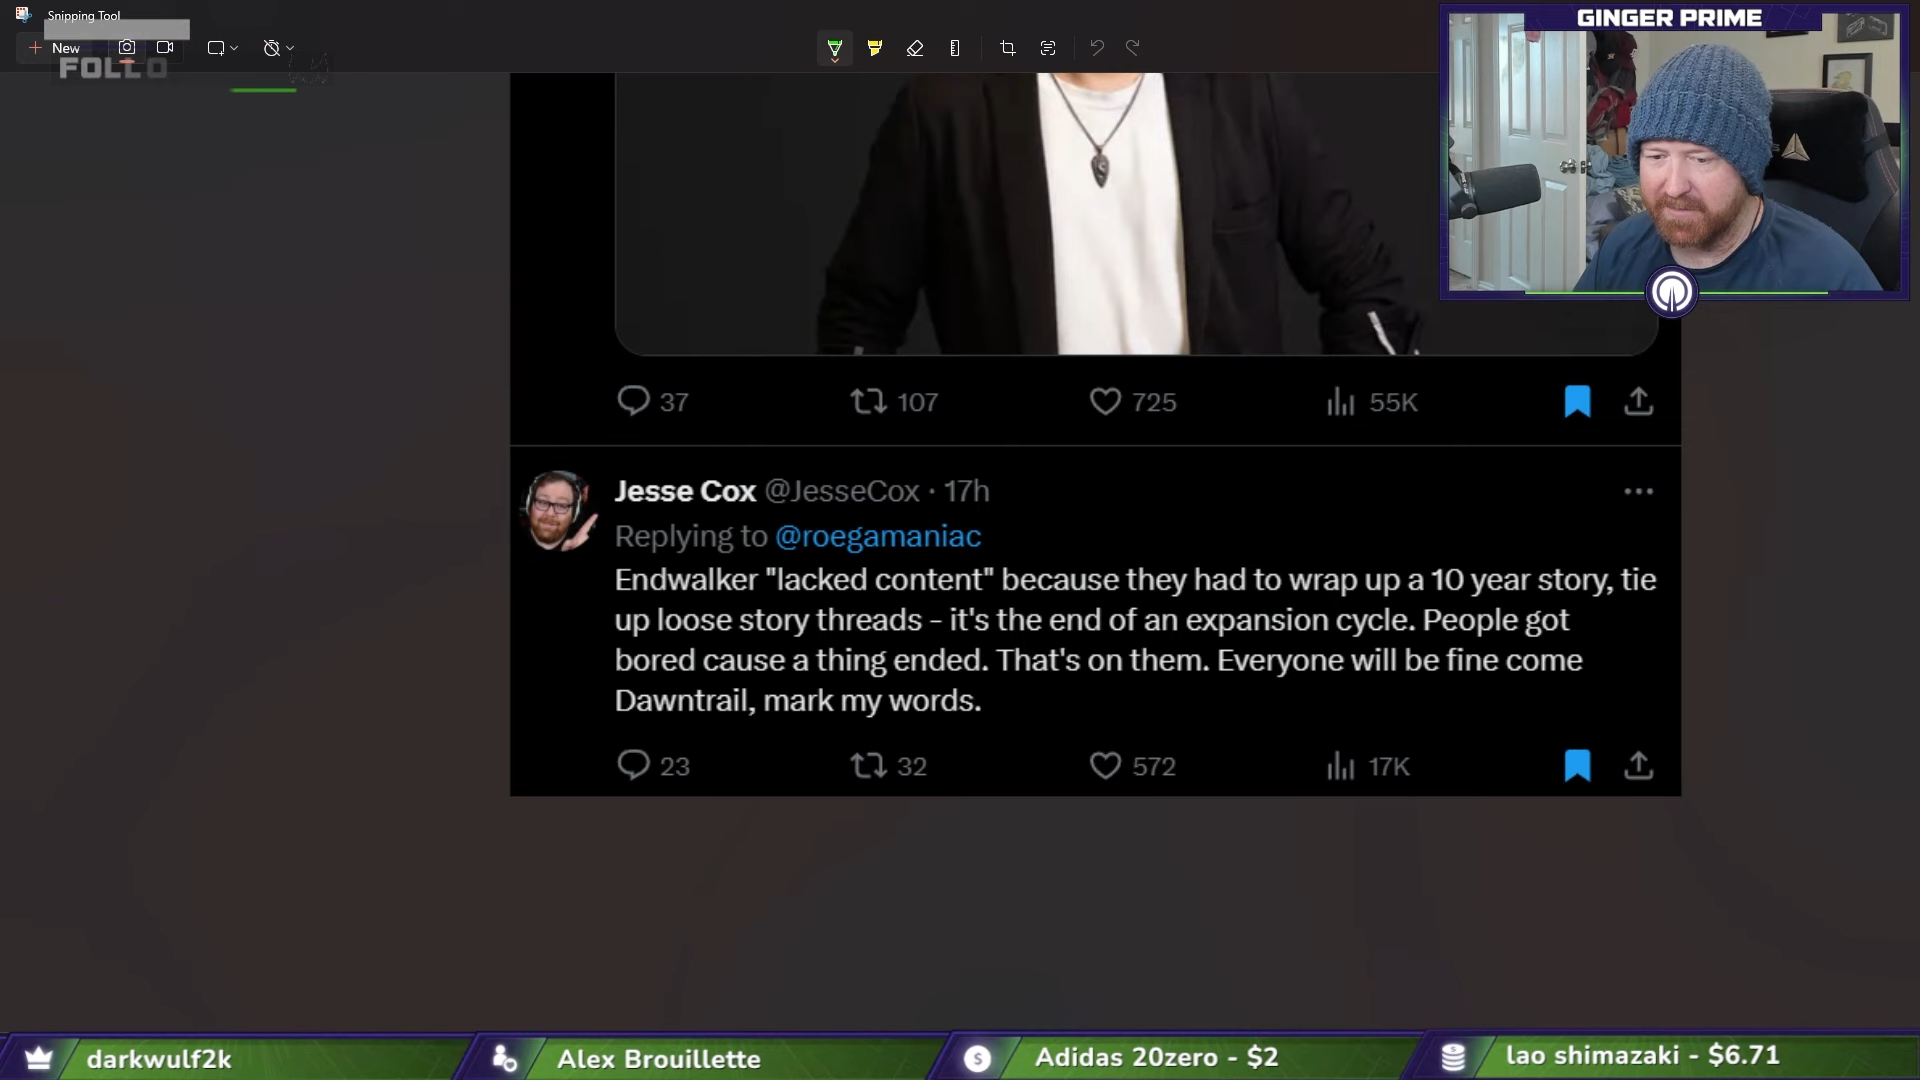 Snipping Tool
GINGER PRIME
New
FOLLO
37 107 725 55K
Jesse Cox @JesseCox · 17h
Replying to @roegamaniac
Endwalker "lacked content" because they had to wrap up a 10 year story, tie
up loose story threads - it's the end of an expansion cycle. People got
bored cause a thing ended. That's on them. Everyone will be fine come
Dawntrail, mark my words.
23 32 572 17K
darkwulf2k Alex Brouillette Adidas 20zero - $2 lao shimazaki - $6.71